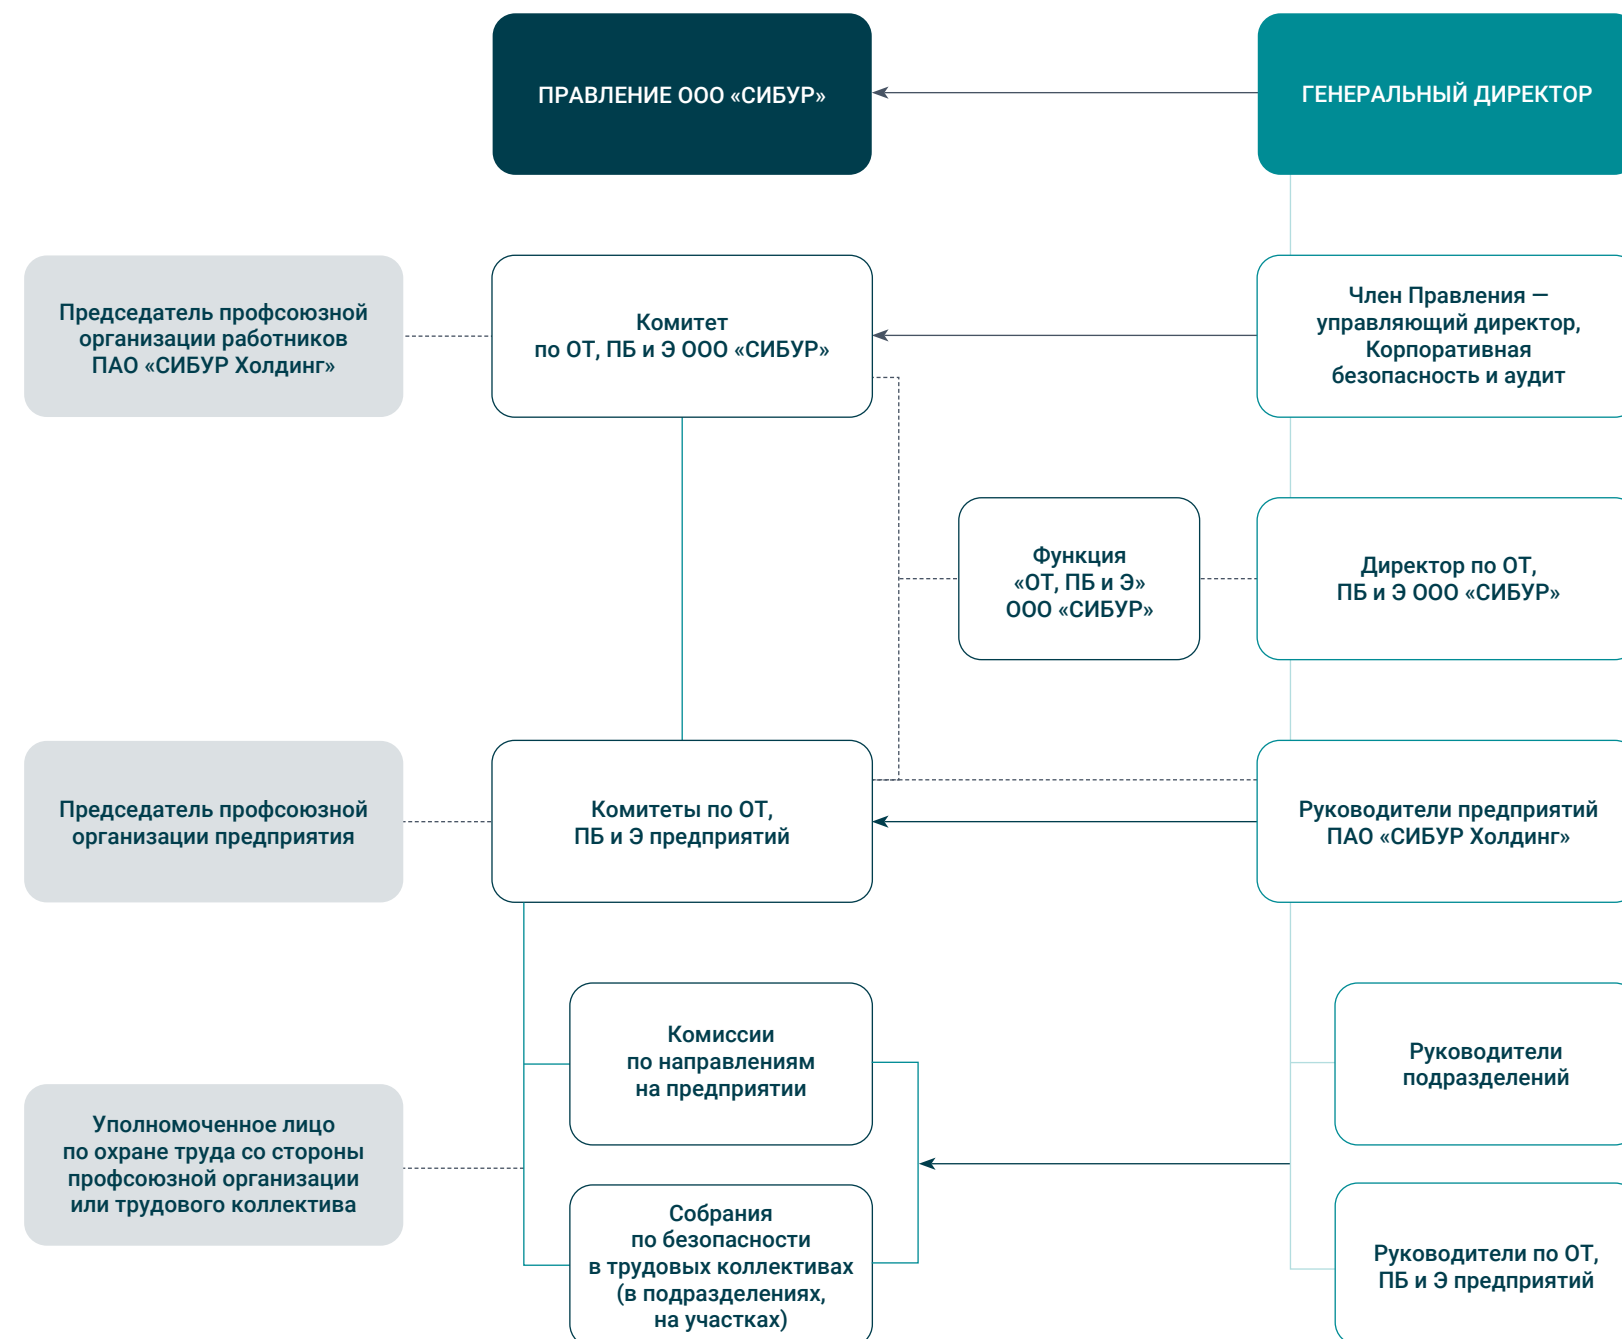 ПРАВЛЕНИЕ ООО «СИБУР»
ГЕНЕРАЛЬНЫЙ ДИРЕКТОР
Председатель профсоюзной
организации работников
ПАО «СИБУР Холдинг»
Комитет
по ОТ, ПБ и Э ООО «СИБУР»
Член Правления —
управляющий директор,
Корпоративная
безопасность и аудит
Функция
«ОТ, ПБ и Э»
ООО «СИБУР»
Директор по ОТ,
ПБ и Э ООО «СИБУР»
Председатель профсоюзной
организации предприятия
Комитеты по ОТ,
ПБ и Э предприятий
Руководители предприятий
ПАО «СИБУР Холдинг»
Комиссии
по направлениям
на предприятии
Руководители
подразделений
Уполномоченное лицо
по охране труда со стороны
профсоюзной организации
или трудового коллектива
Собрания
по безопасности
в трудовых коллективах
(в подразделениях,
на участках)
Руководители по ОТ,
ПБ и Э предприятий